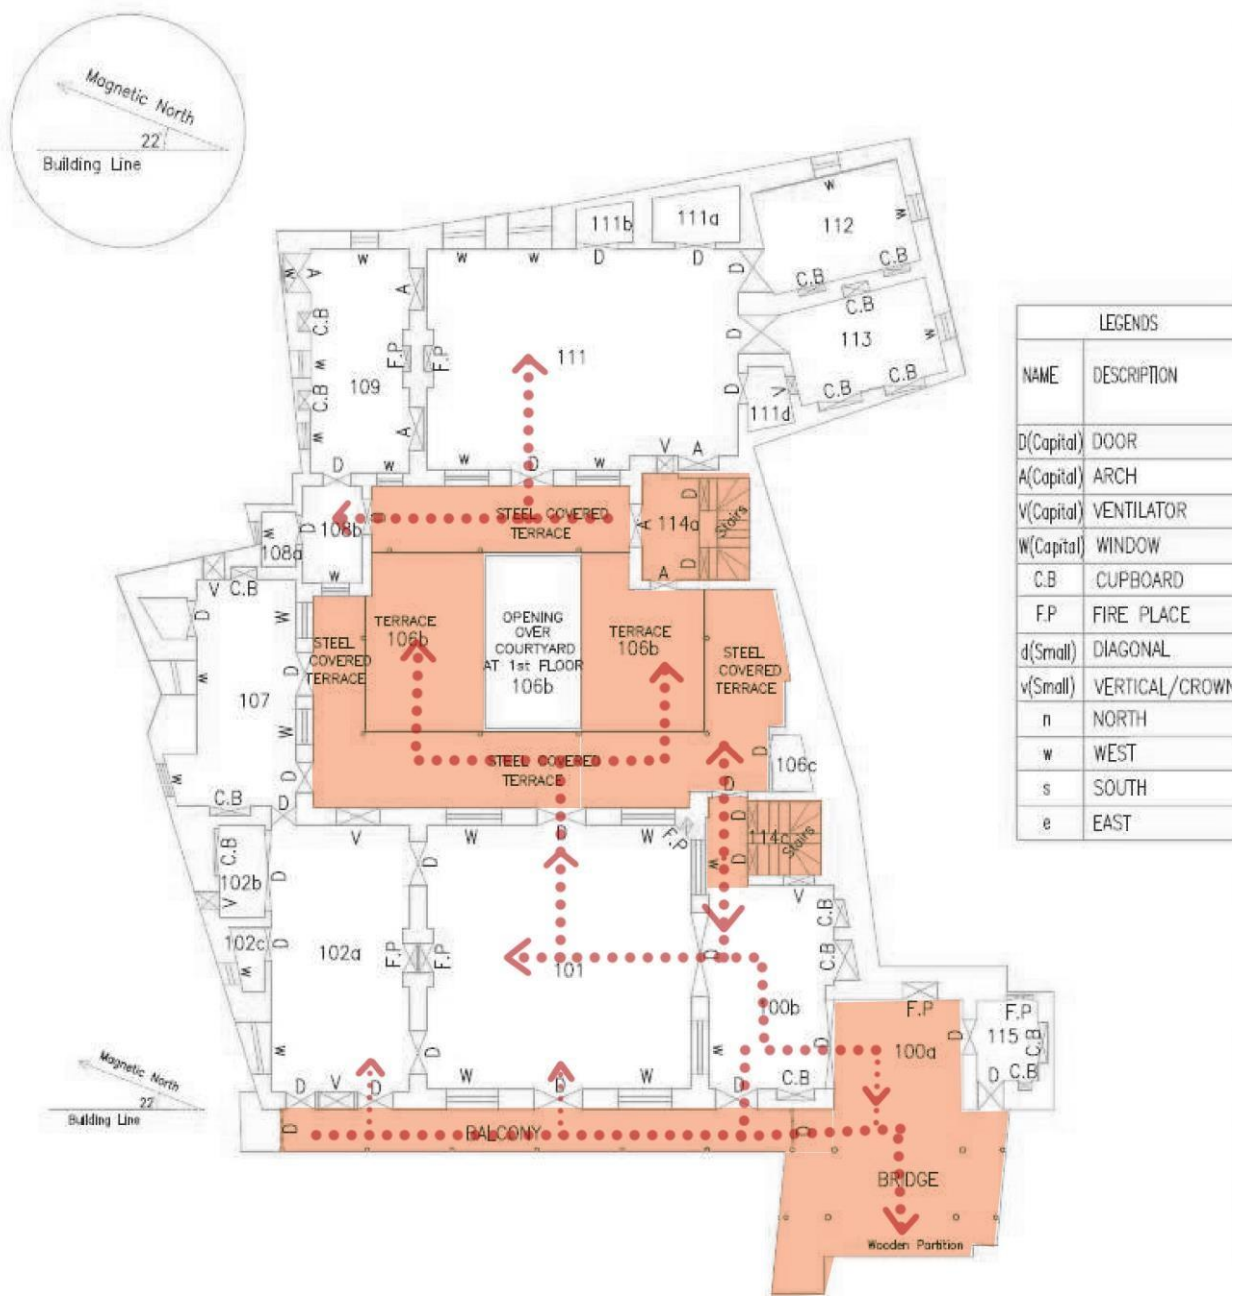 Magnetic North
22
Building Line
W
112
W
C.B
C.B
111b
111a
D
D
W
W
W
D
A
W
A
C.B
W
C.B
W
109
A
F.P
F.P
A
111
D
D
C.B
113
W
C.B
C.B
V
111d
D
W
W
D
W
V
A
LEGENDS
NAME
DESCRIPTION
D(Capital) DOOR
A(Capital) ARCH
V(Capital) VENTILATOR
W(Capital) WINDOW
C.B CUPBOARD
F.P FIRE PLACE
d(Small) DIAGONAL
v(Small) VERTICAL/CROWN
n NORTH
w WEST
s SOUTH
e EAST
W
108a
D
108b
W
STEEL COVERED
TERRACE
A
114a
D
D
Stairs
A
V
C.B
D
W
W
107
W
W
D
D
C.B
D
STEEL
COVERED
TERRACE
TERRACE
106b
OPENING
OVER
COURTYARD
AT 1st FLOOR
106b
TERRACE
106b
STEEL
COVERED
TERRACE
STEEL COVERED
TERRACE
D
106c
D
C.B
102b
V
D
V
D
W
D
W
F.P
D
D
114c
Stairs
W
V
102c
W
D
102a
F.P
F.P
101
D
C.B
C.B
00b
W
D
W
D
V
D
W
D
W
D
C.B
D
F.P
100a
D
F.P
115
C.B
C.B
D
Magnetic North
22
Building Line
D
BALCONY
D
BRIDGE
Wooden Partition